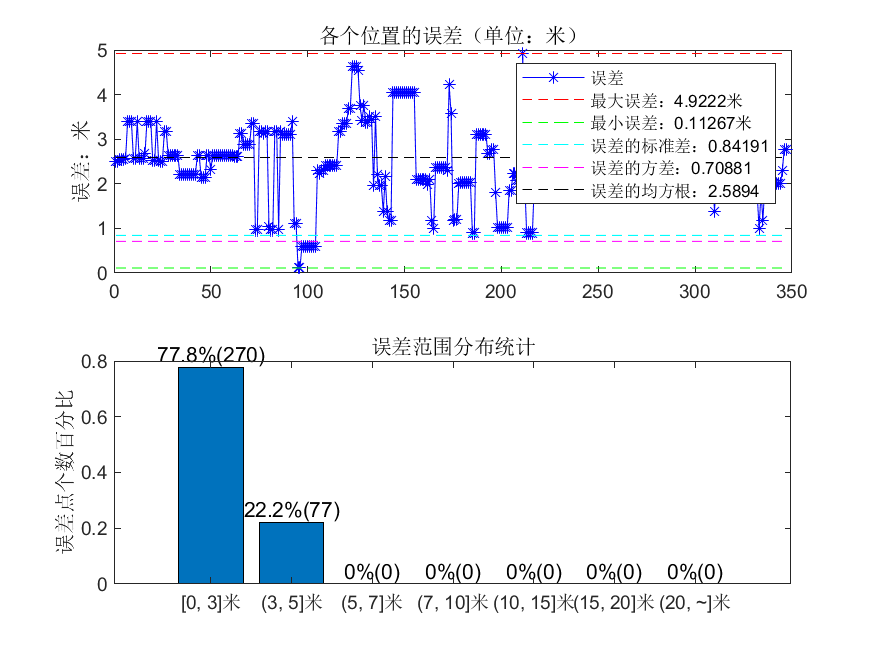 各个位置的误差（单位：米）
误差：米
5
4
3
2
1
0
0 50 100 150 200 250 300 350
误差
最大误差：4.9222米
最小误差：0.11267米
误差的标准差：0.84191
误差的方差：0.70881
误差的均方根：2.5894
误差范围分布统计
误差点个数百分比
0.8
0.6
0.4
0.2
0
77.8%(270)
22.2%(77)
0%(0) 0%(0) 0%(0) 0%(0) 0%(0)
[0, 3]米 (3, 5]米 (5, 7]米 (7, 10]米 (10, 15]米 (15, 20]米 (20, ~]米